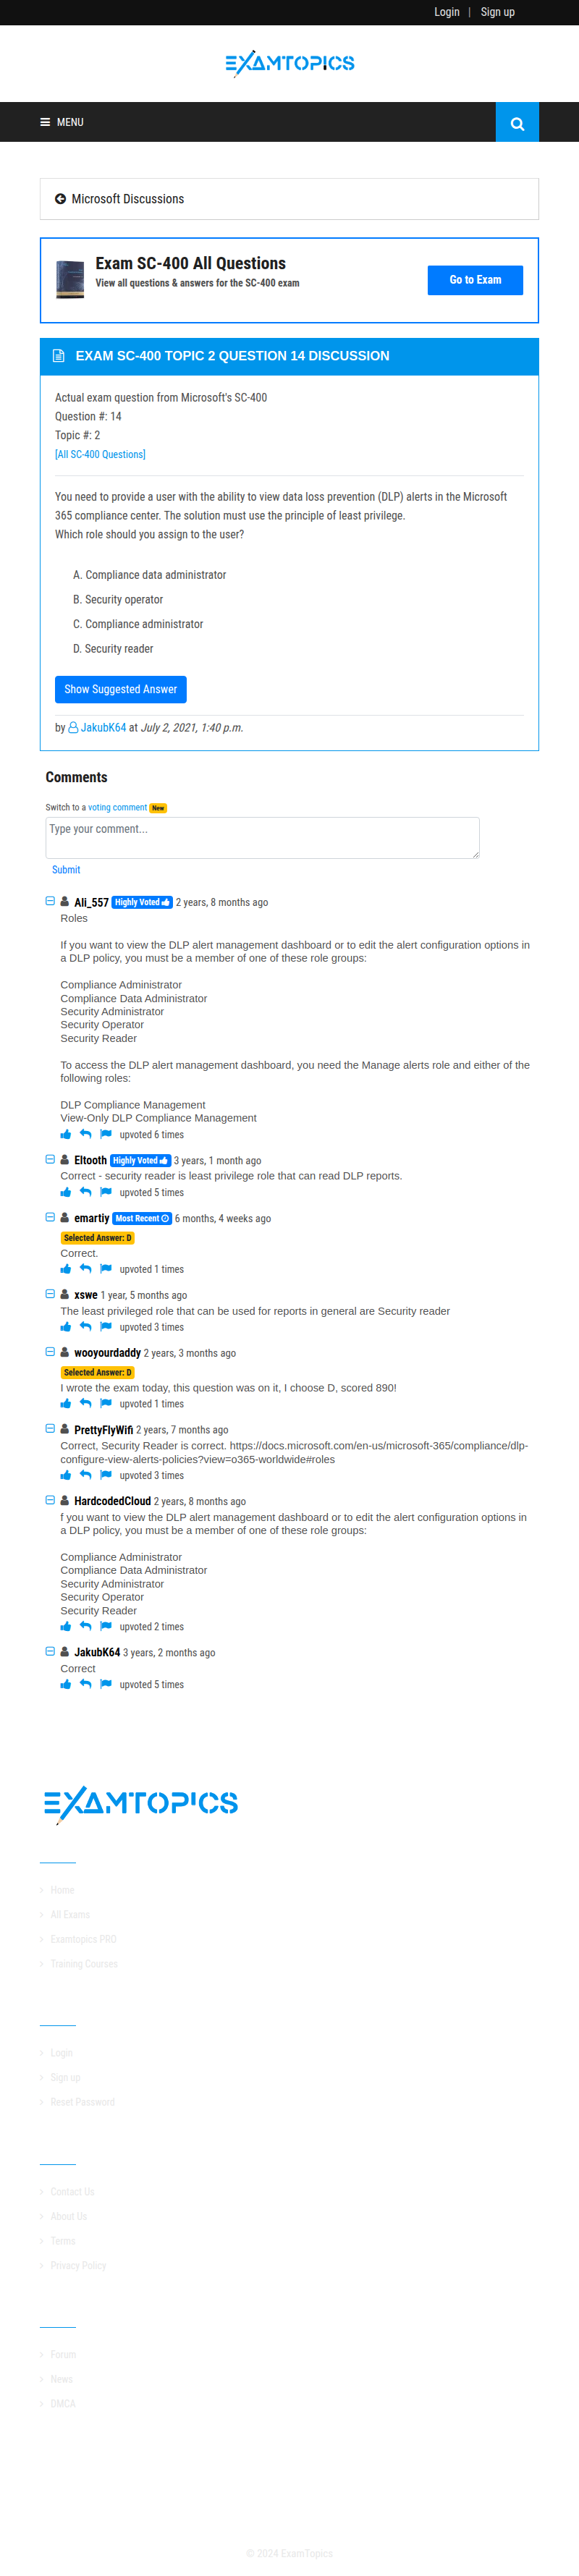 Login | Sign up
EXAMTOPICS
MENU
Microsoft Discussions
Exam SC-400 All Questions
View all questions & answers for the SC-400 exam
Go to Exam
EXAM SC-400 TOPIC 2 QUESTION 14 DISCUSSION
Actual exam question from Microsoft's SC-400
Question #: 14
Topic #: 2
[All SC-400 Questions]
You need to provide a user with the ability to view data loss prevention (DLP) alerts in the Microsoft
365 compliance center. The solution must use the principle of least privilege.
Which role should you assign to the user?
A. Compliance data administrator
B. Security operator
C. Compliance administrator
D. Security reader
Show Suggested Answer
by JakubK64 at July 2, 2021, 1:40 p.m.
Comments
Switch to a voting comment New
Type your comment...
Submit
Ali_557 Highly Voted 2 years, 8 months ago
Roles
If you want to view the DLP alert management dashboard or to edit the alert configuration options in
a DLP policy, you must be a member of one of these role groups:
Compliance Administrator
Compliance Data Administrator
Security Administrator
Security Operator
Security Reader
To access the DLP alert management dashboard, you need the Manage alerts role and either of the
following roles:
DLP Compliance Management
View-Only DLP Compliance Management
upvoted 6 times
Eltooth Highly Voted 3 years, 1 month ago
Correct - security reader is least privilege role that can read DLP reports.
upvoted 5 times
emartiy Most Recent 6 months, 4 weeks ago
Selected Answer: D
Correct.
upvoted 1 times
xswe 1 year, 5 months ago
The least privileged role that can be used for reports in general are Security reader
upvoted 3 times
wooyourdaddy 2 years, 3 months ago
Selected Answer: D
I wrote the exam today, this question was on it, I choose D, scored 890!
upvoted 1 times
PrettyFlyWifi 2 years, 7 months ago
Correct, Security Reader is correct. https://docs.microsoft.com/en-us/microsoft-365/compliance/dlp-
configure-view-alerts-policies?view=o365-worldwide#roles
upvoted 3 times
HardcodedCloud 2 years, 8 months ago
f you want to view the DLP alert management dashboard or to edit the alert configuration options in
a DLP policy, you must be a member of one of these role groups:
Compliance Administrator
Compliance Data Administrator
Security Administrator
Security Operator
Security Reader
upvoted 2 times
JakubK64 3 years, 2 months ago
Correct
upvoted 5 times
EXAMTOPICS
Home
All Exams
Examtopics PRO
Training Courses
Login
Sign up
Reset Password
Contact Us
About Us
Terms
Privacy Policy
Forum
News
DMCA
© 2024 ExamTopics